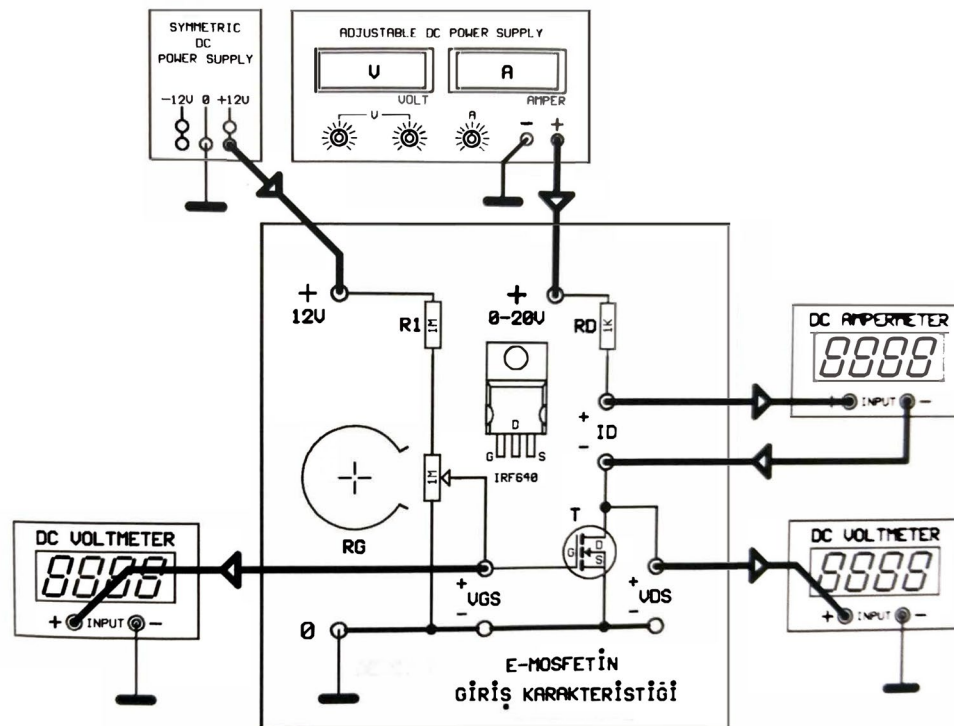 SYMMETRIC
DC
POWER SUPPLY
-12V 0 +12V
ADJUSTABLE DC POWER SUPPLY
V
A
VOLT
AMPER
V
A
- +
+
12V
R1
1M
+
0-20V
RD
1K
D
G S
IRF640
+
ID
-
DC AMPERMETER
8888
+ INPUT -
1M
RG
T
G
D
S
DC VOLTMETER
8888
+ INPUT -
+
VGS
-
+
VDS
-
DC VOLTMETER
8888
+ INPUT -
0
E-MOSFETİN
GİRİŞ KARAKTERİSTİĞİ